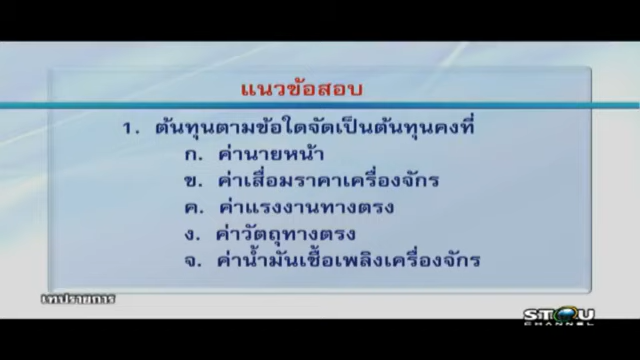 แนวข้อสอบ
1. ต้นทุนตามข้อใดจัดเป็นต้นทุนคงที่
ก. ค่านายหน้า
ข. ค่าเสื่อมราคาเครื่องจักร
ค. ค่าแรงงานทางตรง
ง. ค่าวัตถุทางตรง
จ. ค่าน้ำมันเชื้อเพลิงเครื่องจักร
เทปรายการ
STOU
CHANNEL